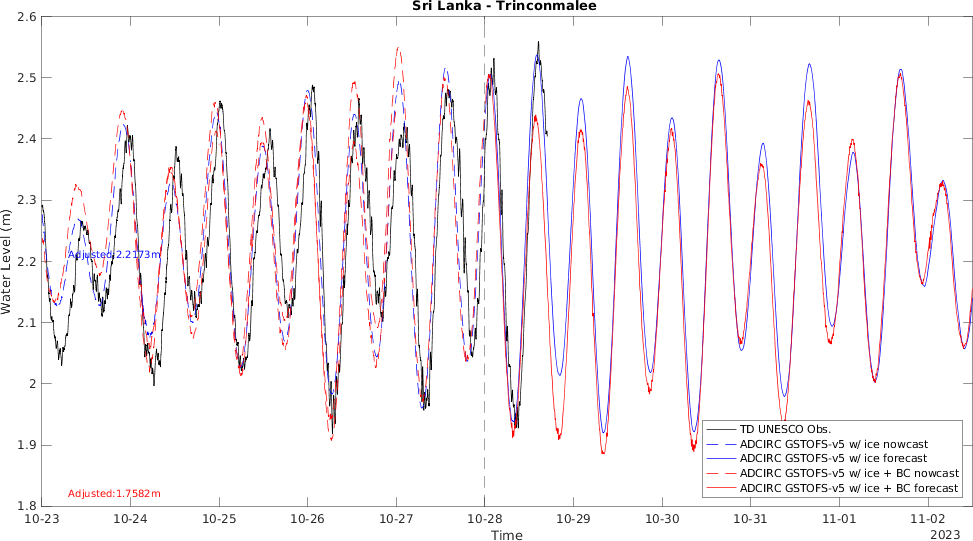 Sri Lanka - Trinconmalee
2.6
2.5
2.4
2.3
2.2
2.1
2
1.9
1.8
Water Level (m)
Adjusted:2.2173m
Adjusted:1.7582m
TD UNESCO Obs.
ADCIRC GSTOFS-v5 w/ ice nowcast
ADCIRC GSTOFS-v5 w/ ice forecast
ADCIRC GSTOFS-v5 w/ ice + BC nowcast
ADCIRC GSTOFS-v5 w/ ice + BC forecast
10-23 10-24 10-25 10-26 10-27 10-28 10-29 10-30 10-31 11-01 11-02
Time
2023